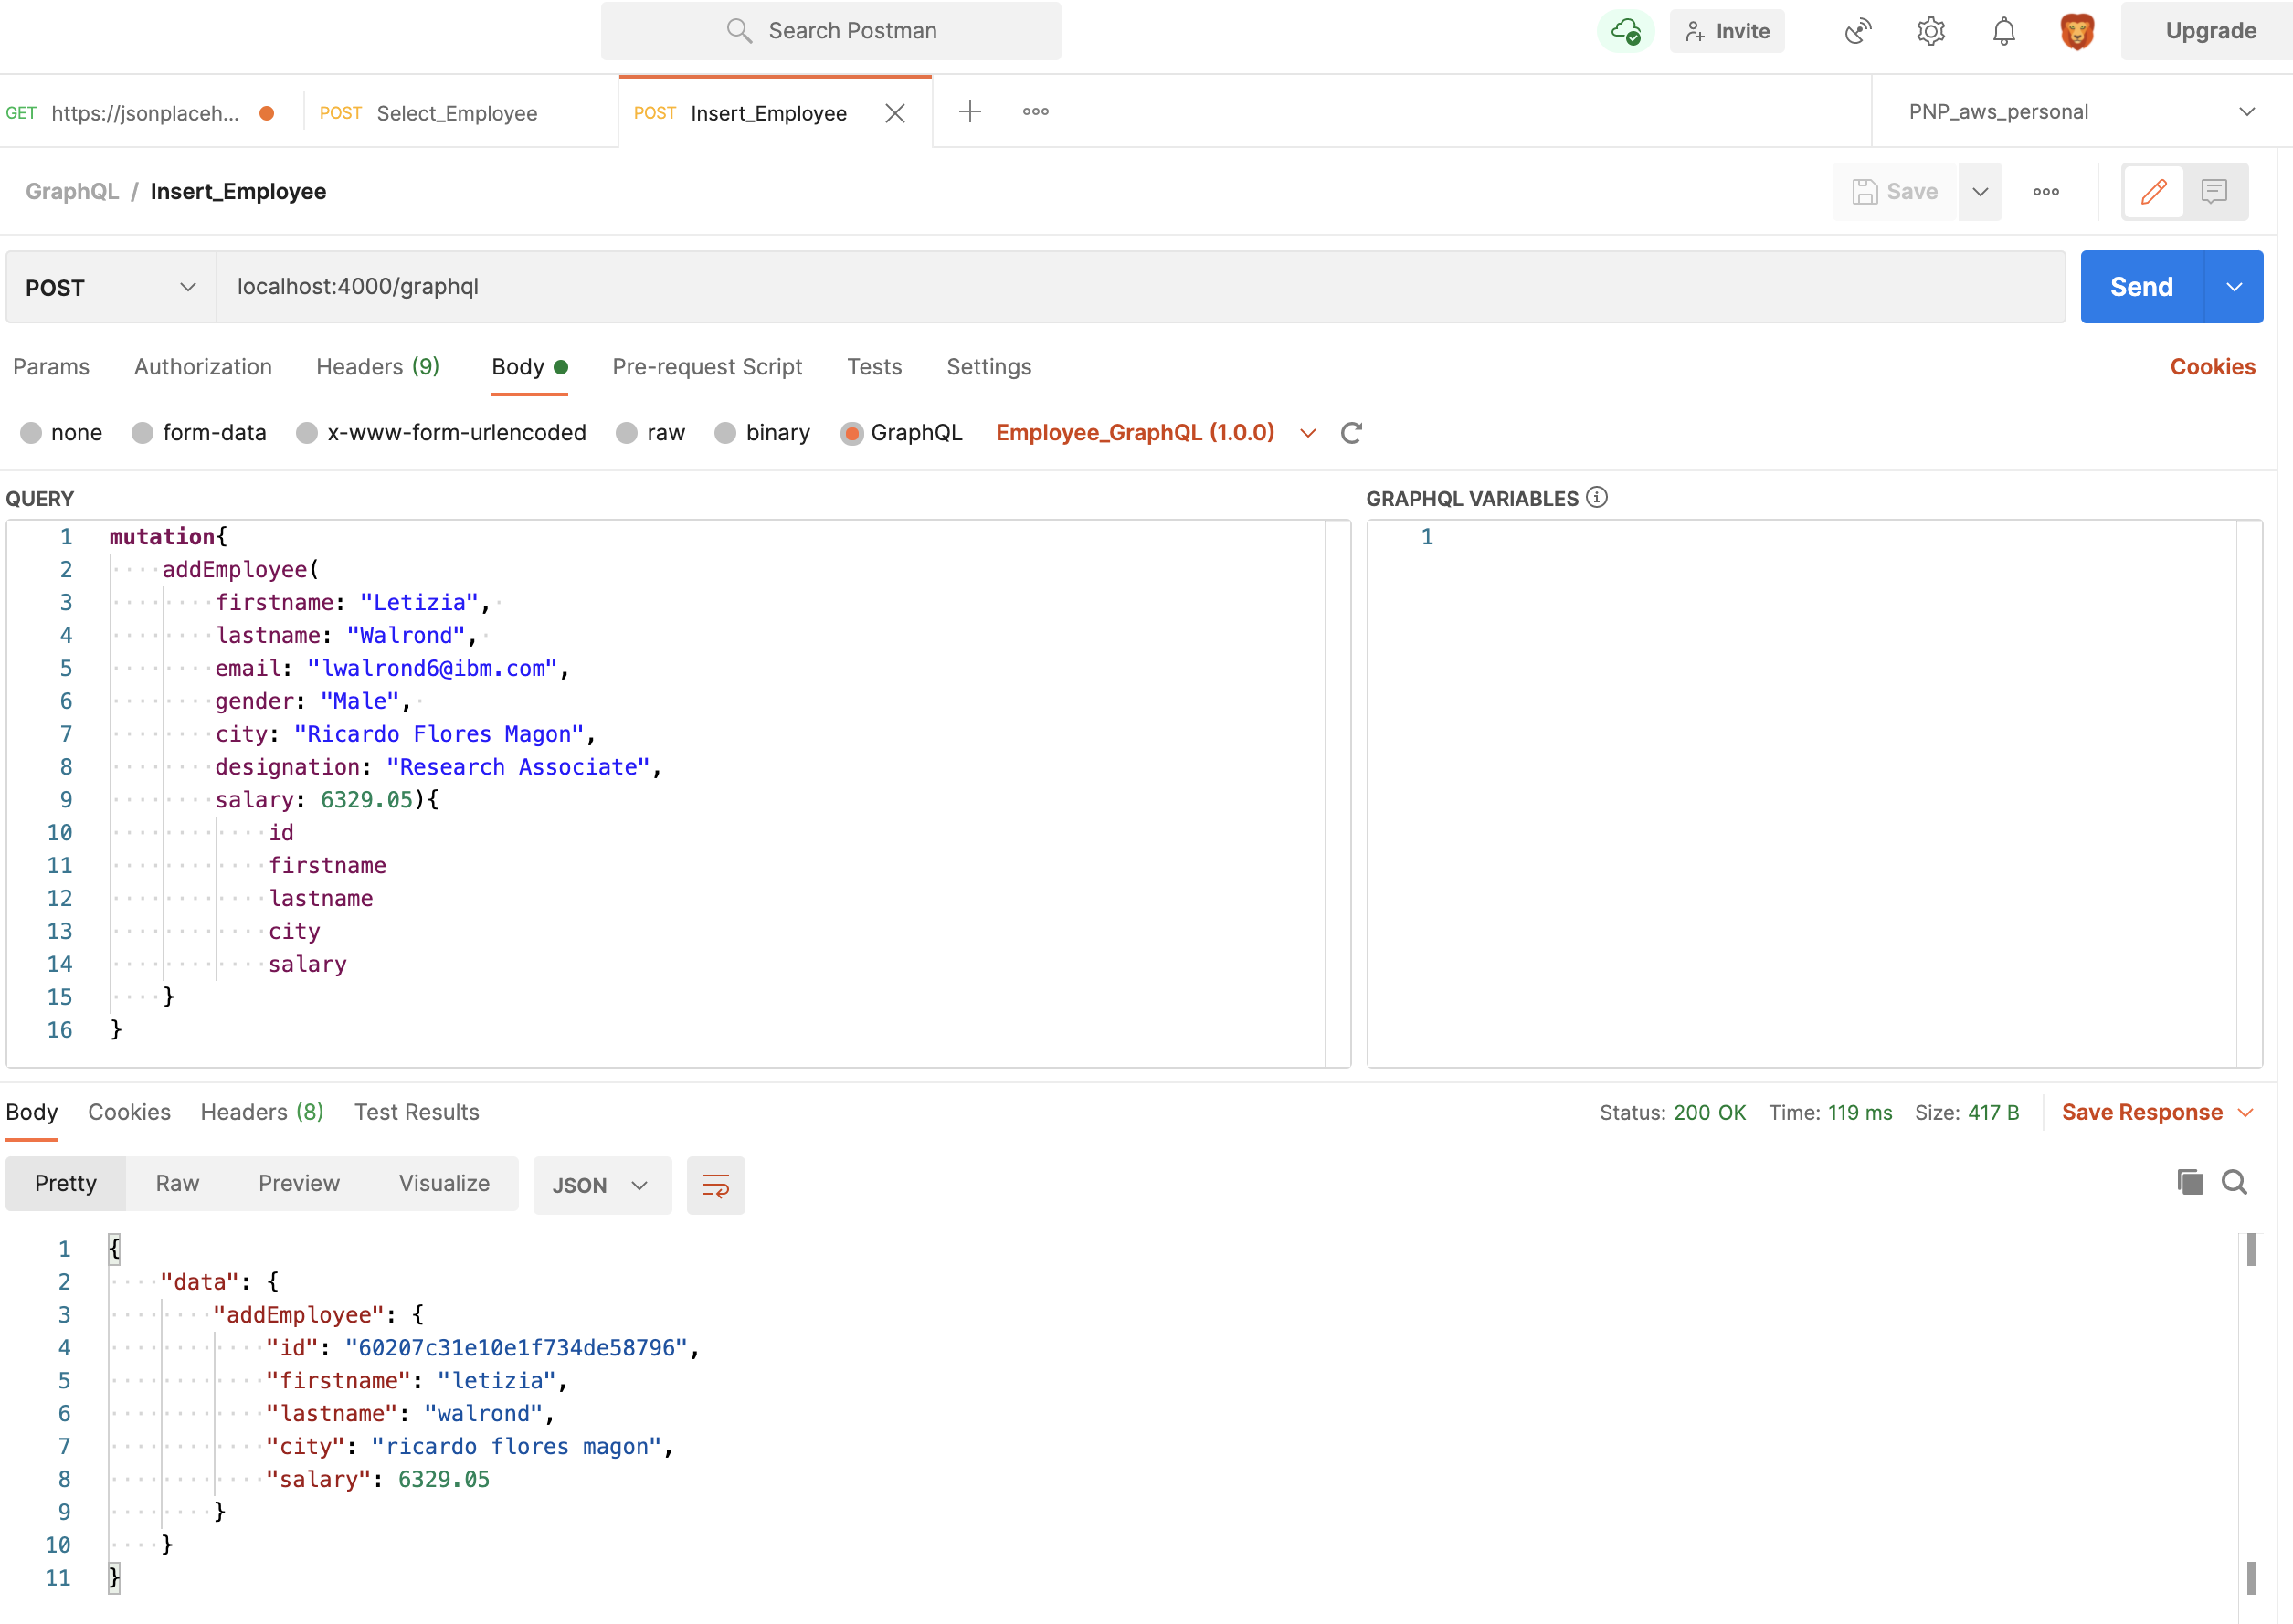 Search Postman
Invite
Upgrade
GET https://jsonplaceh...
POST Select_Employee
POST Insert_Employee
PNP_aws_personal
GraphQL / Insert_Employee
Save
POST
localhost:4000/graphql
Send
Params Authorization Headers (9) Body Pre-request Script Tests Settings Cookies
none form-data x-www-form-urlencoded raw binary GraphQL Employee_GraphQL (1.0.0)
QUERY
1 mutation{
2 addEmployee(
3 firstname: "Letizia",
4 lastname: "Walrond",
5 email: "lwalrond6@ibm.com",
6 gender: "Male",
7 city: "Ricardo Flores Magon",
8 designation: "Research Associate",
9 salary: 6329.05){
10 id
11 firstname
12 lastname
13 city
14 salary
15 }
16 }
GRAPHQL VARIABLES
1
Body Cookies Headers (8) Test Results
Status: 200 OK Time: 119 ms Size: 417 B Save Response
Pretty Raw Preview Visualize JSON
1 {
2 "data": {
3 "addEmployee": {
4 "id": "60207c31e10e1f734de58796",
5 "firstname": "letizia",
6 "lastname": "walrond",
7 "city": "ricardo flores magon",
8 "salary": 6329.05
9 }
10 }
11 }